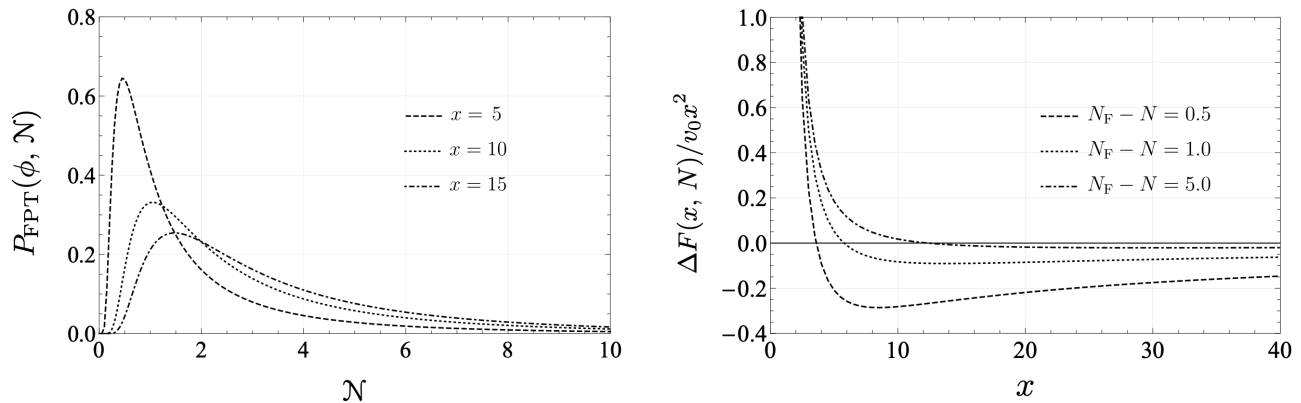 0.8
0.6
0.4
0.2
0.0
0 2 4 6 8 10
P_FPT(ϕ, 𝒩)
𝒩
x = 5
x = 10
x = 15
1.0
0.8
0.6
0.4
0.2
0.0
−0.2
−0.4
0 10 20 30 40
ΔF(x, N)/v₀x²
x
N_F − N = 0.5
N_F − N = 1.0
N_F − N = 5.0